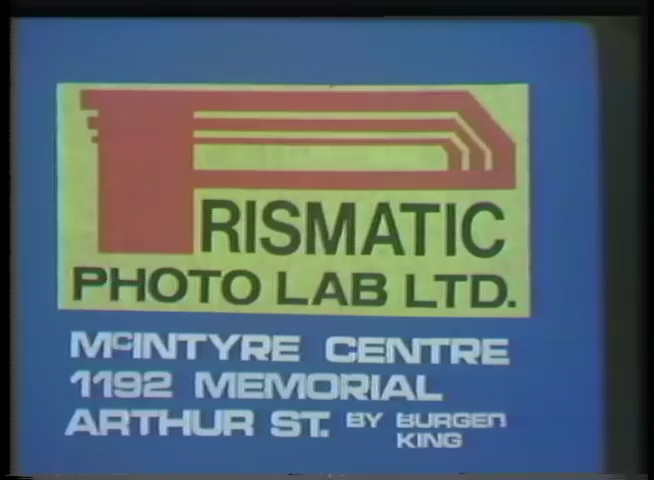 PRISMATIC
PHOTO LAB LTD.
McINTYRE CENTRE
1192 MEMORIAL
ARTHUR ST. BY BURGER
KING